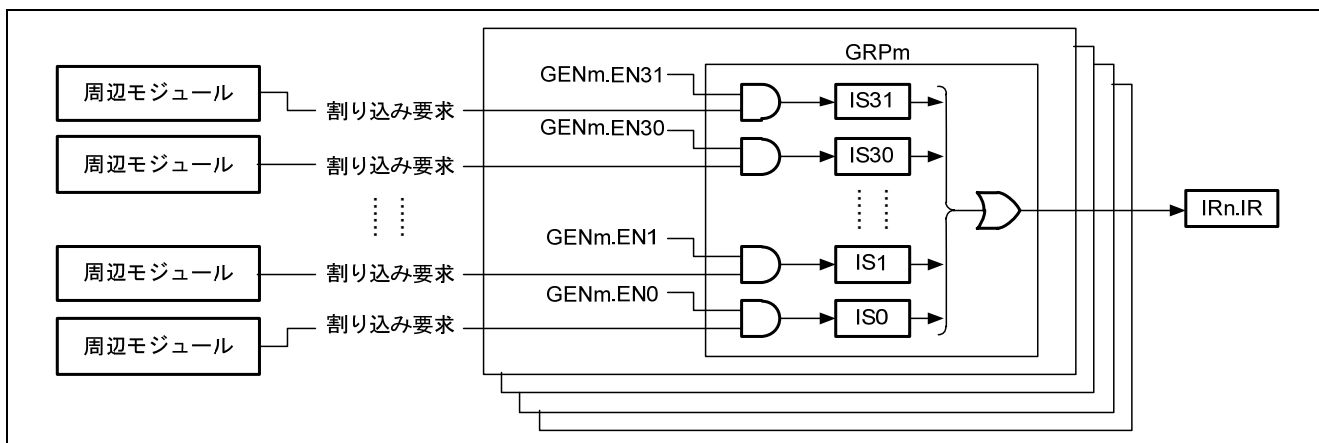 GRPm
周辺モジュール
割り込み要求
GENm.EN31
IS31
周辺モジュール
割り込み要求
GENm.EN30
IS30
IRn.IR
周辺モジュール
割り込み要求
GENm.EN1
IS1
周辺モジュール
割り込み要求
GENm.EN0
IS0